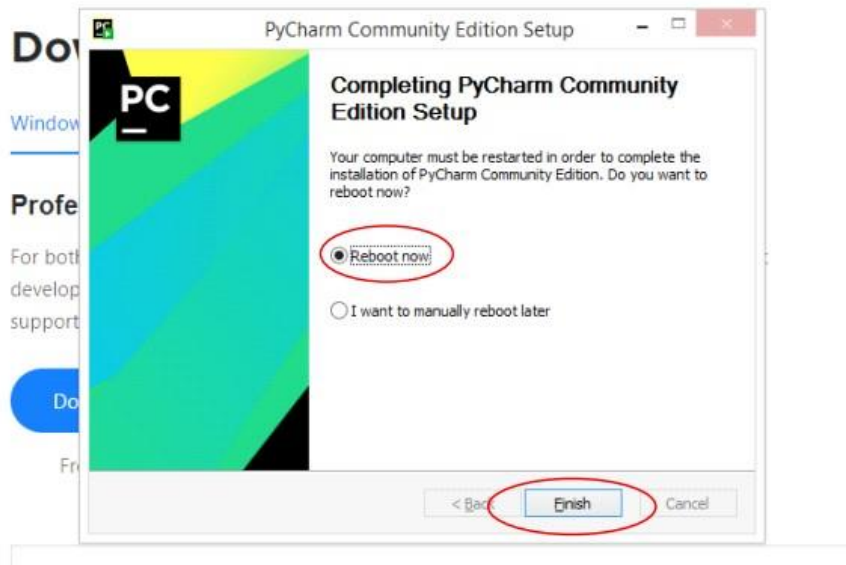 PyCharm Community Edition Setup
PC
Completing PyCharm Community
Edition Setup
Your computer must be restarted in order to complete the
installation of PyCharm Community Edition. Do you want to
reboot now?
Reboot now
I want to manually reboot later
< Back
Finish
Cancel
Window
Profe
For both
develop
support
Do